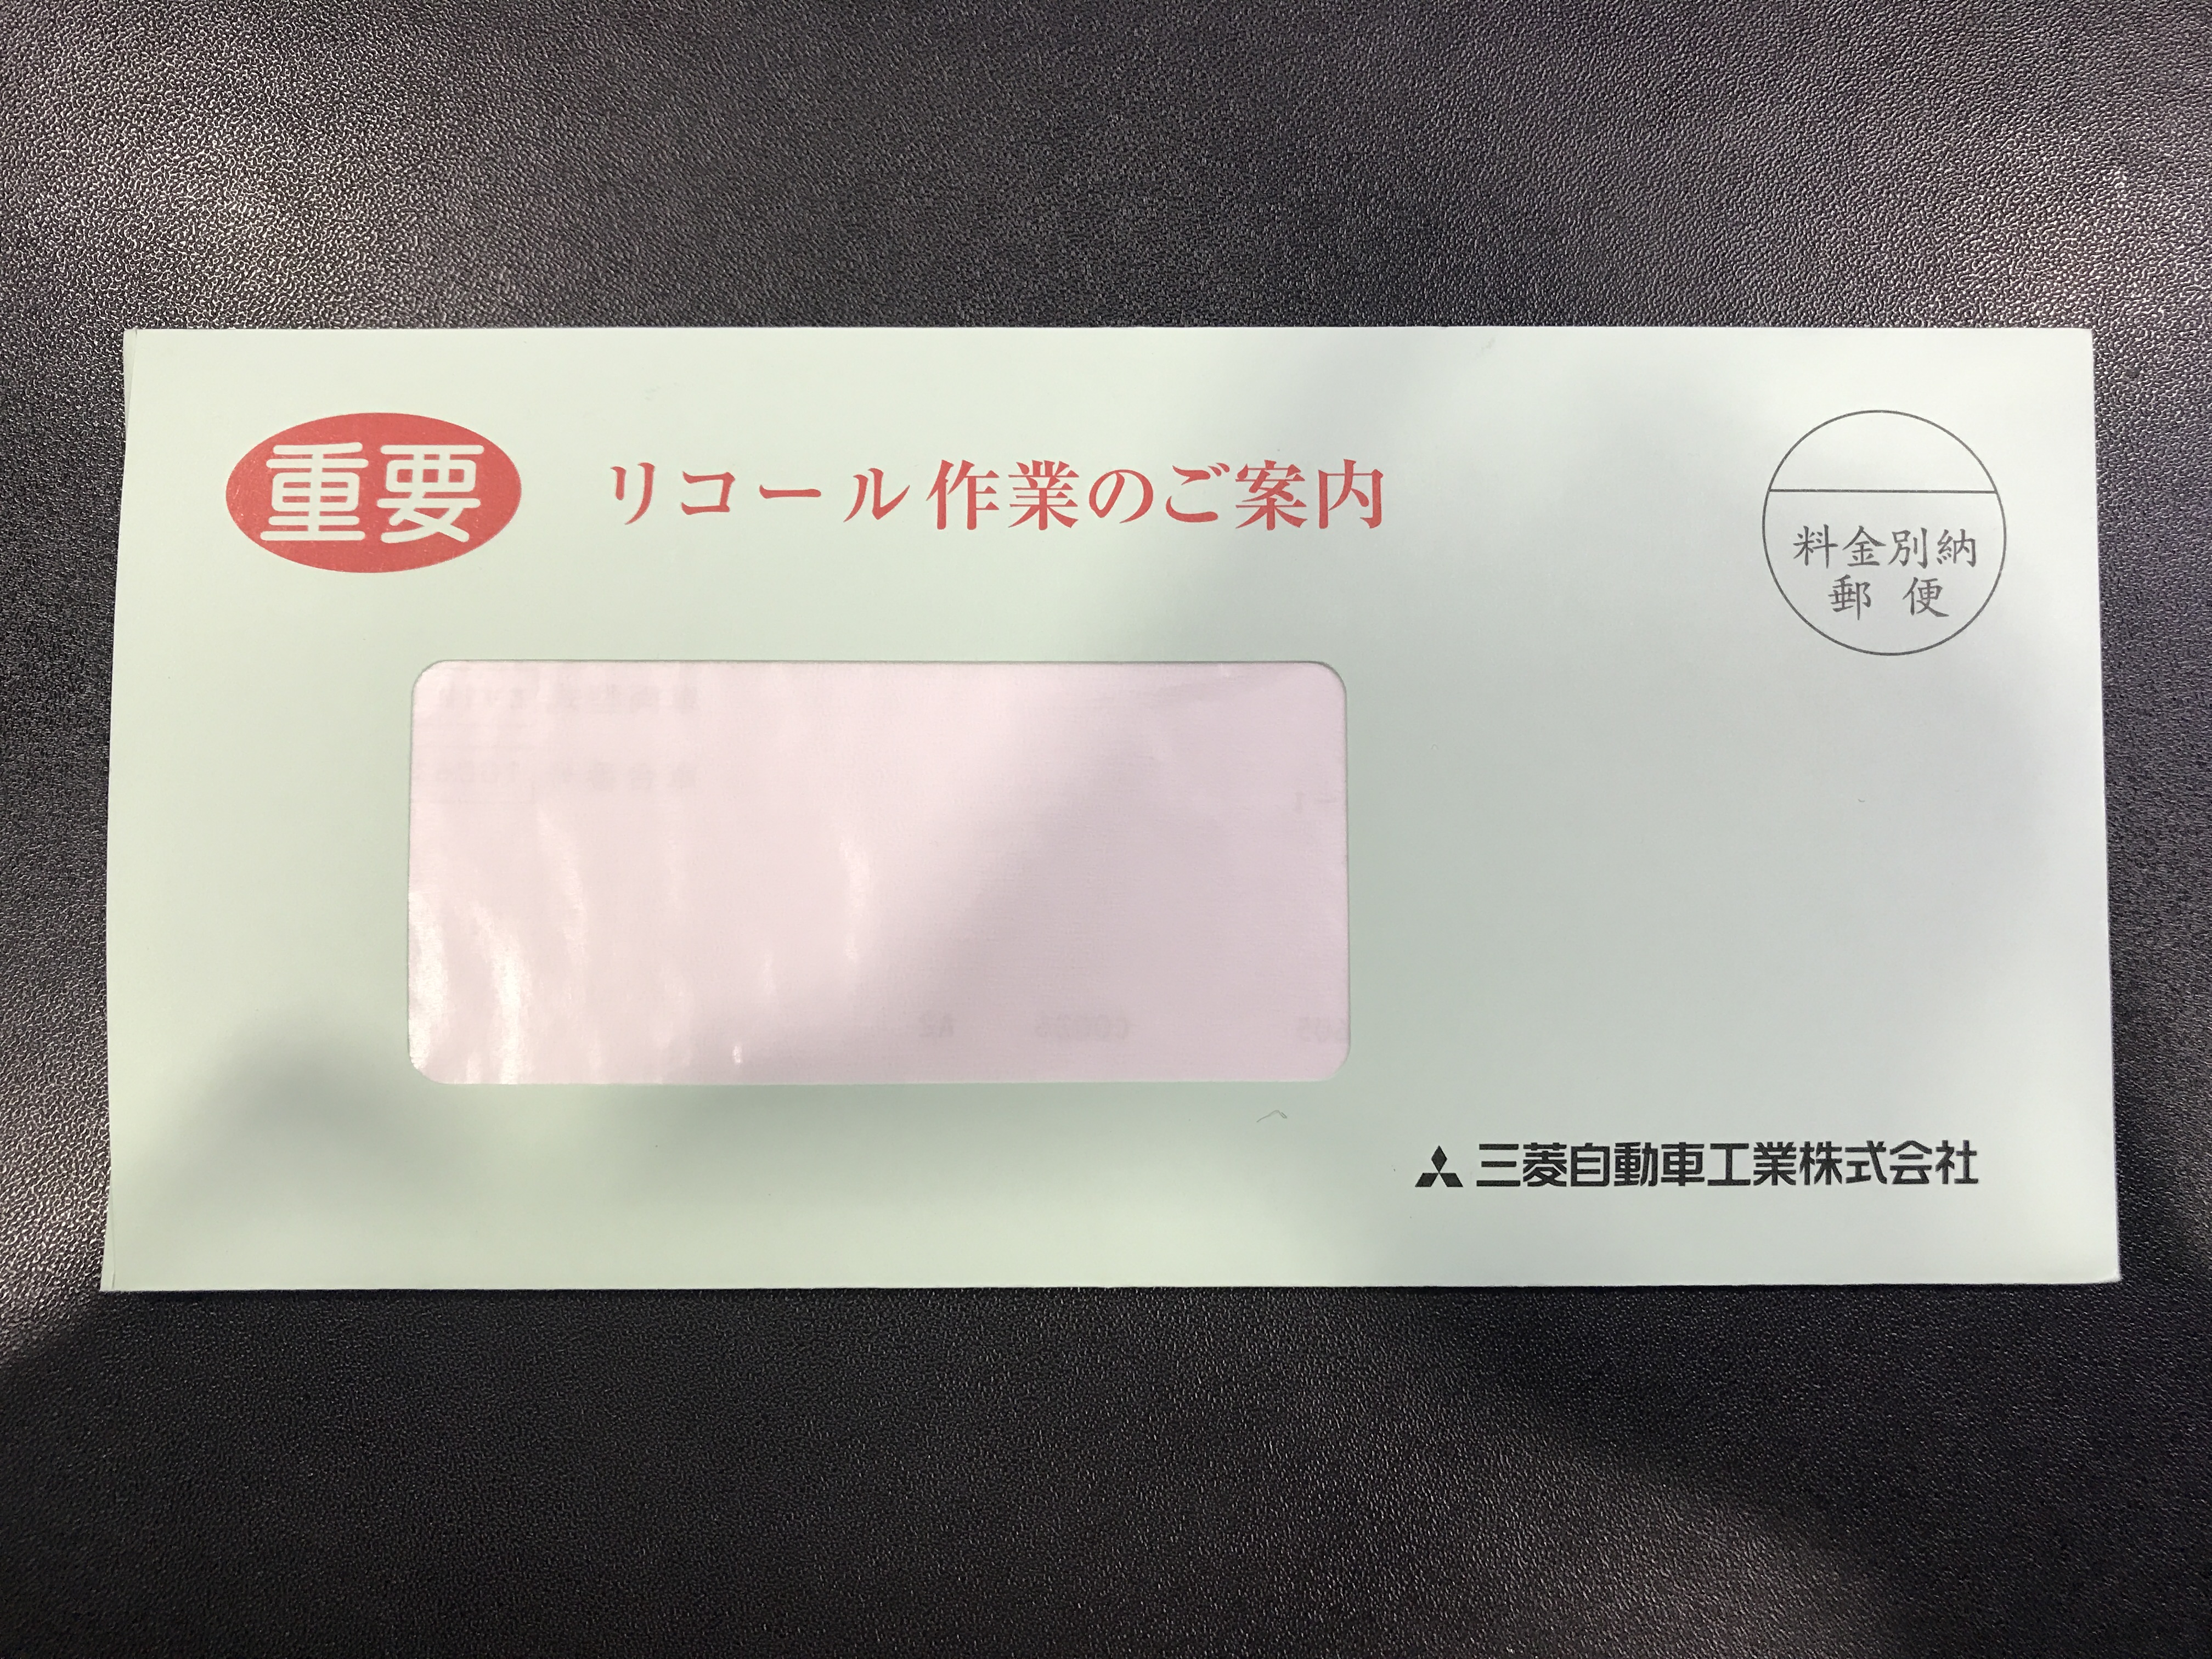 重要
リコール作業のご案内
料金別納
郵便
三菱自動車工業株式会社